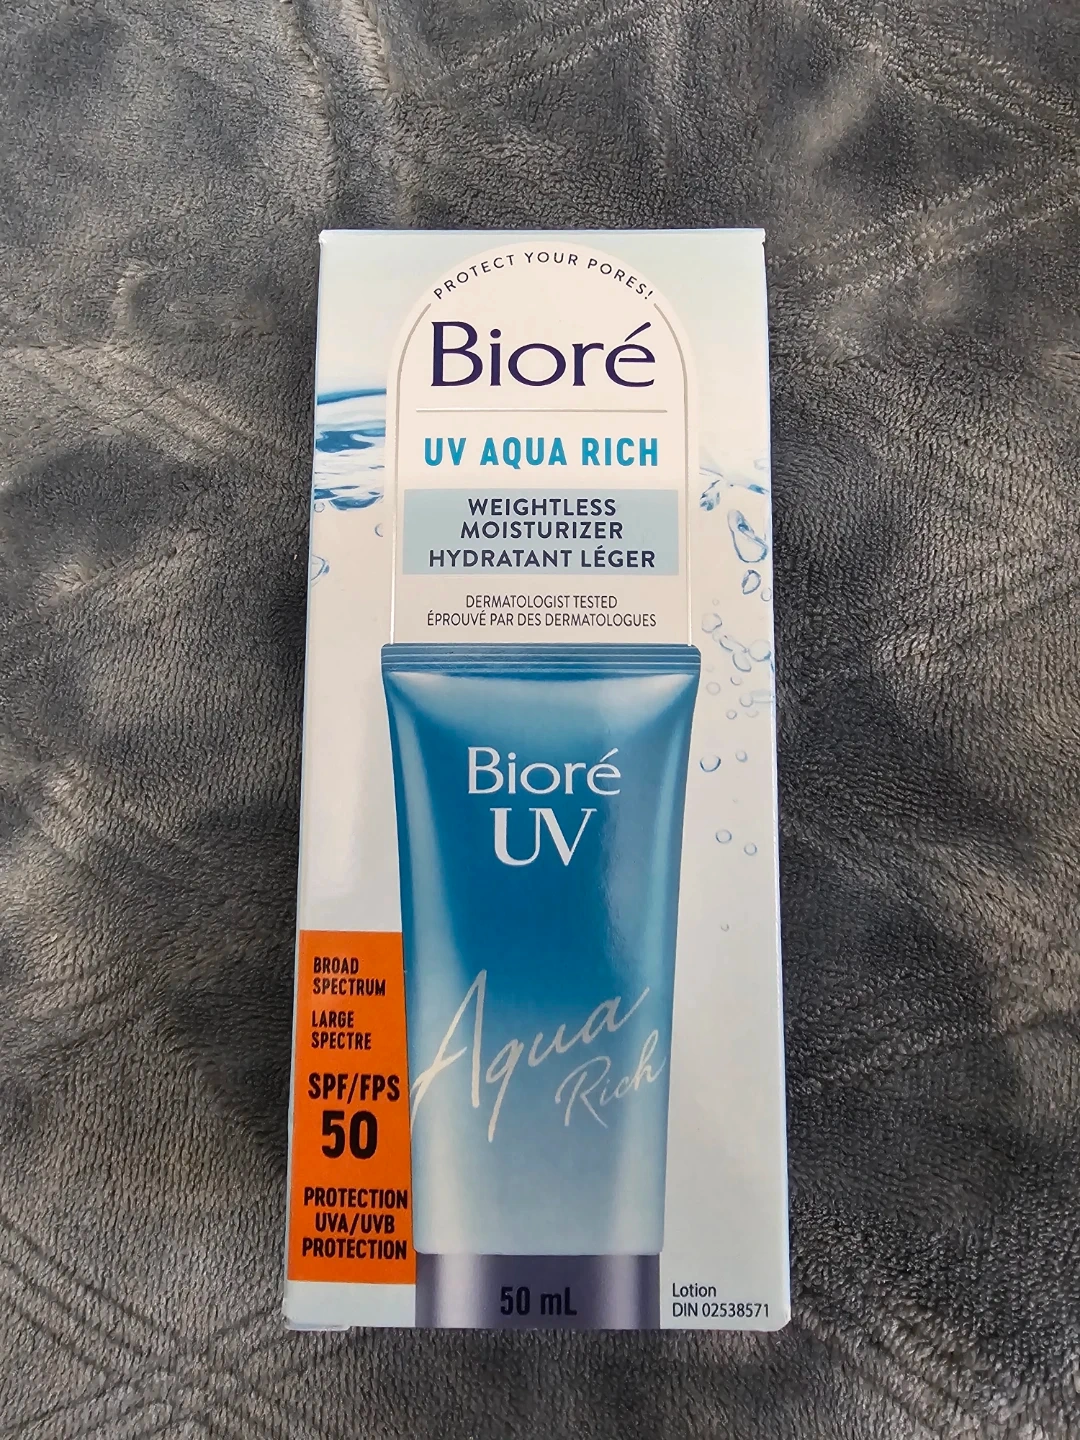 PROTECT YOUR PORES!
Bioré
UV AQUA RICH
WEIGHTLESS
MOISTURIZER
HYDRATANT LÉGER
DERMATOLOGIST TESTED
ÉPROUVÉ PAR DES DERMATOLOGUES
Bioré
UV
Aqua
Rich
BROAD
SPECTRUM
LARGE
SPECTRE
SPF/FPS
50
PROTECTION
UVA/UVB
PROTECTION
50 mL
Lotion
DIN 02538571